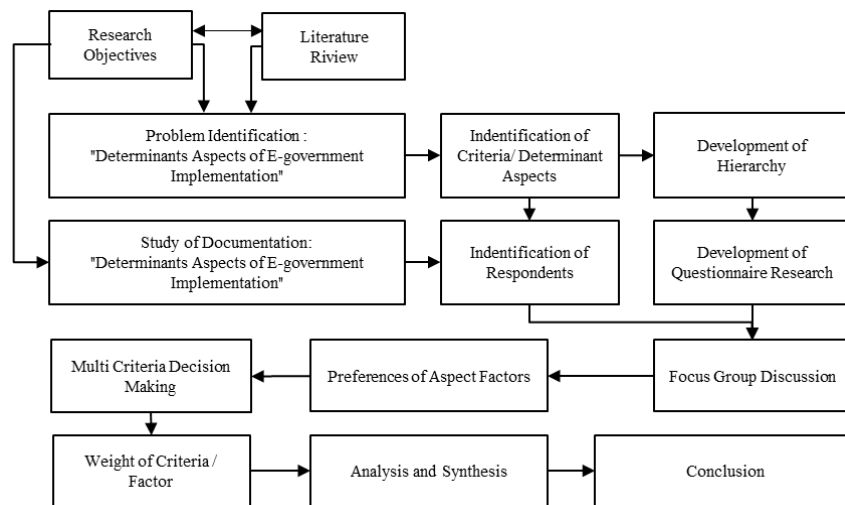 Research
Objectives
Literature
Riview
Problem Identification :
"Determinants Aspects of E-government
Implementation"
Indentification of
Criteria/ Determinant
Aspects
Development of
Hierarchy
Study of Documentation:
"Determinants Aspects of E-government
Implementation"
Indentification of
Respondents
Development of
Questionnaire Research
Multi Criteria Decision
Making
Preferences of Aspect Factors
Focus Group Discussion
Weight of Criteria /
Factor
Analysis and Synthesis
Conclusion